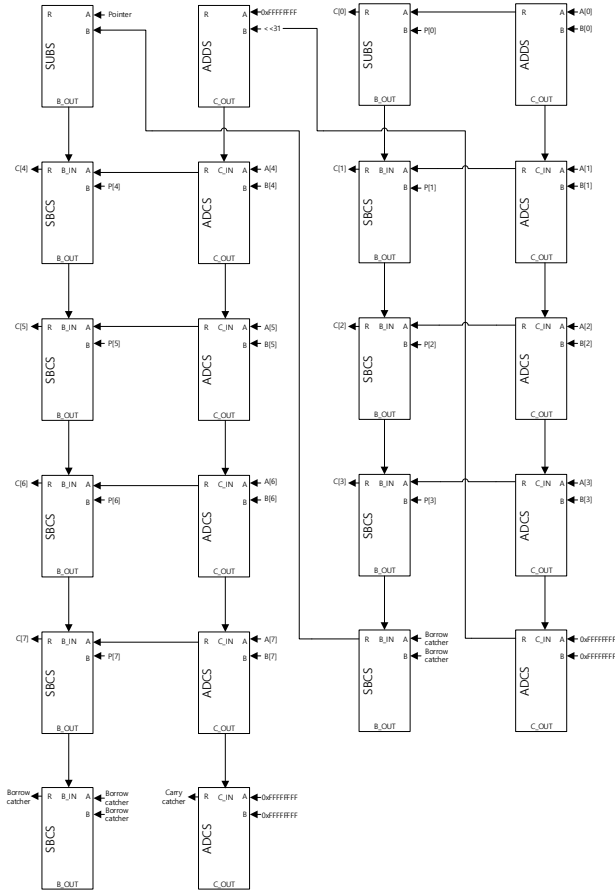 R A Pointer
B
SUBS
B_OUT
A 0xFFFFFFFF
B <<31
ADDS
C_OUT
C[0] R A
B P[0]
SUBS
B_OUT
R A A[0]
B B[0]
ADDS
C_OUT
C[4] R B_IN A
B P[4]
SBCS
B_OUT
R C_IN A A[4]
B B[4]
ADCS
C_OUT
C[1] R B_IN A
B P[1]
SBCS
B_OUT
R C_IN A A[1]
B B[1]
ADCS
C_OUT
C[5] R B_IN A
B P[5]
SBCS
B_OUT
R C_IN A A[5]
B B[5]
ADCS
C_OUT
C[2] R B_IN A
B P[2]
SBCS
B_OUT
R C_IN A A[2]
B B[2]
ADCS
C_OUT
C[6] R B_IN A
B P[6]
SBCS
B_OUT
R C_IN A A[6]
B B[6]
ADCS
C_OUT
C[3] R B_IN A
B P[3]
SBCS
B_OUT
R C_IN A A[3]
B B[3]
ADCS
C_OUT
C[7] R B_IN A
B P[7]
SBCS
B_OUT
R C_IN A A[7]
B B[7]
ADCS
C_OUT
R B_IN A Borrow
catcher
B Borrow
catcher
SBCS
B_OUT
R C_IN A 0xFFFFFFFF
B 0xFFFFFFFF
ADCS
C_OUT
Borrow
catcher
R B_IN A Borrow
catcher
B Borrow
catcher
SBCS
B_OUT
Carry
catcher
R C_IN A 0xFFFFFFFF
B 0xFFFFFFFF
ADCS
C_OUT